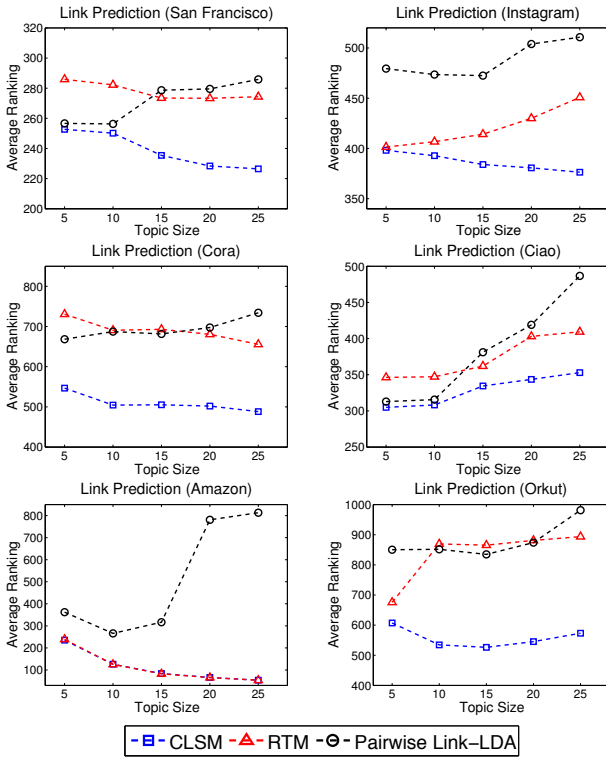 Link Prediction (San Francisco)
320
300
280
260
240
220
200
Average Ranking
5 10 15 20 25
Topic Size
Link Prediction (Instagram)
500
450
400
350
Average Ranking
5 10 15 20 25
Topic Size
Link Prediction (Cora)
800
700
600
500
400
Average Ranking
5 10 15 20 25
Topic Size
Link Prediction (Ciao)
500
450
400
350
300
250
Average Ranking
5 10 15 20 25
Topic Size
Link Prediction (Amazon)
800
700
600
500
400
300
200
100
Average Ranking
5 10 15 20 25
Topic Size
Link Prediction (Orkut)
1000
900
800
700
600
500
400
Average Ranking
5 10 15 20 25
Topic Size
CLSM RTM Pairwise Link-LDA